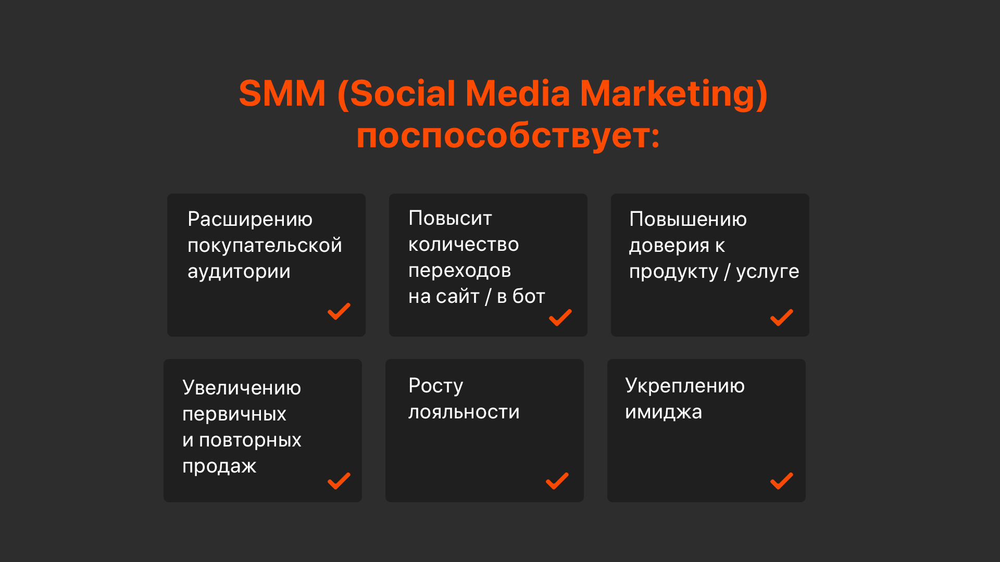 SMM (Social Media Marketing)
поспособствует:
Расширению
покупательской
аудитории
Повысит
количество
переходов
на сайт / в бот
Повышению
доверия к
продукту / услуге
Увеличению
первичных
и повторных
продаж
Росту
лояльности
Укреплению
имиджа